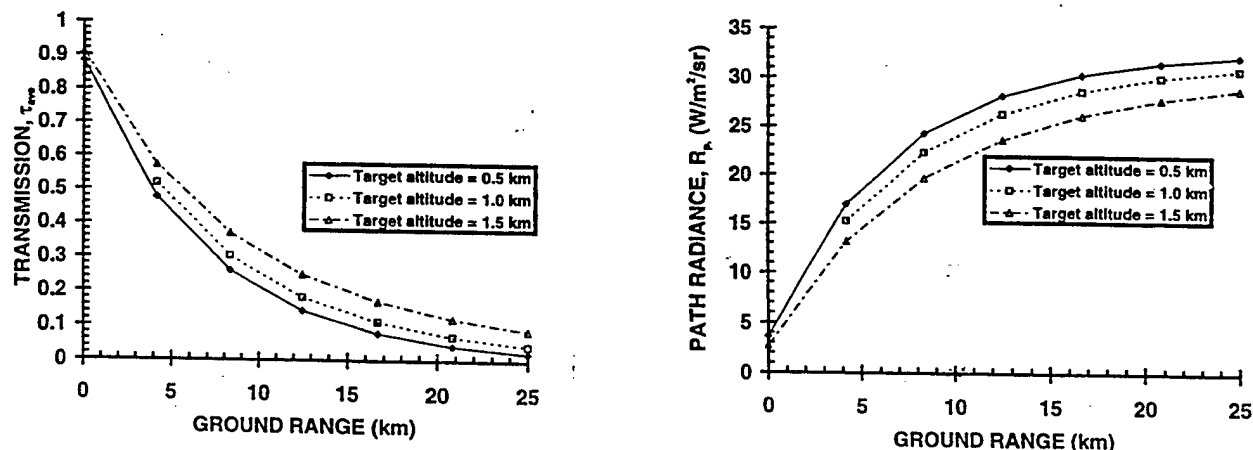 TRANSMISSION, τave
1
0.9
0.8
0.7
0.6
0.5
0.4
0.3
0.2
0.1
0
Target altitude = 0.5 km
Target altitude = 1.0 km
Target altitude = 1.5 km
0 5 10 15 20 25
GROUND RANGE (km)
PATH RADIANCE, Rp, (W/m²/sr)
35
30
25
20
15
10
5
0
Target altitude = 0.5 km
Target altitude = 1.0 km
Target altitude = 1.5 km
0 5 10 15 20 25
GROUND RANGE (km)